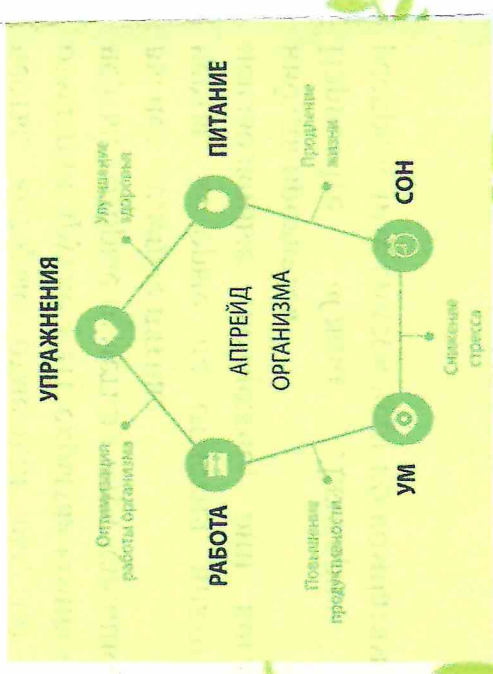 УПРАЖНЕНИЯ
Оптимизация
работы организма
Улучшение
здоровья
РАБОТА
ПИТАНИЕ
АПГРЕЙД
ОРГАНИЗМА
Повышение
продуктивности
Продление
жизни
УМ
СОН
Снижение
стресса